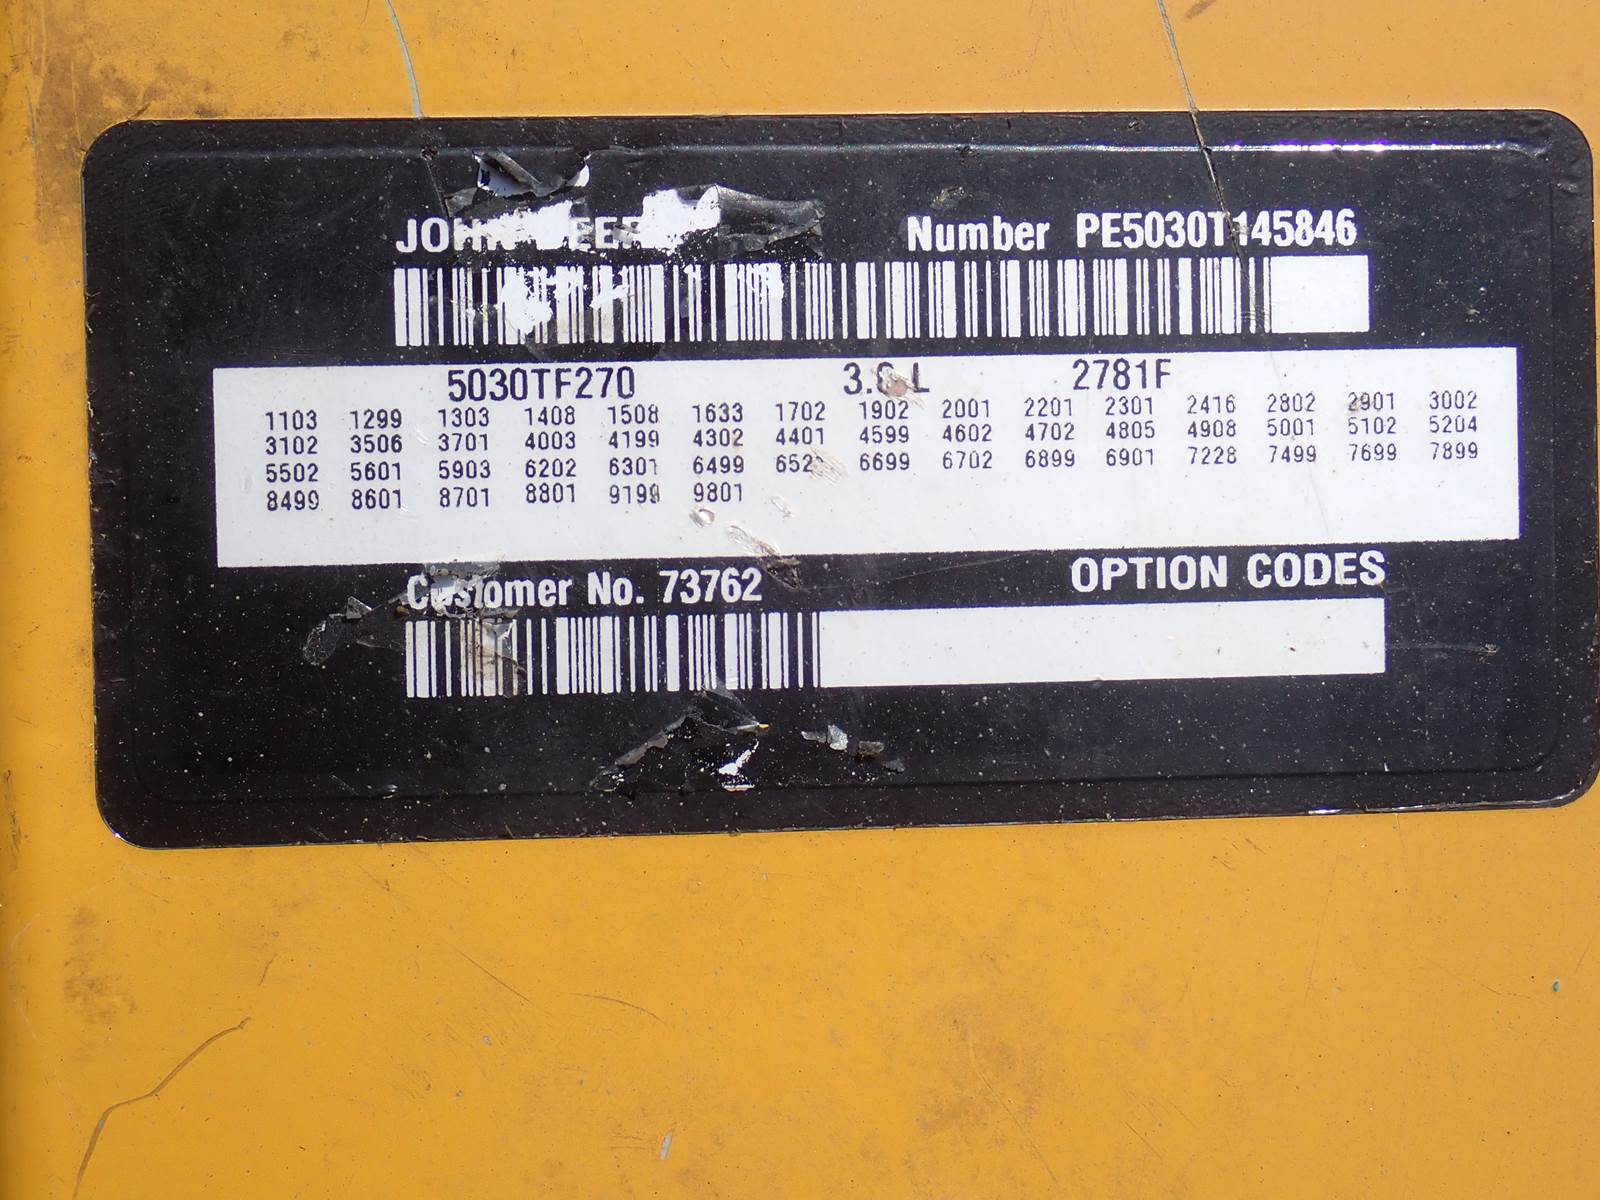 JOHN DEERE Number PE5030T145846
5030TF270 2781F
1103 1299 1303 1408 1508 1633 1702 1902 2001 2201 2301 2416 2802 2901 3002
3102 3506 3701 4003 4199 4302 4401 4599 4602 4702 4805 4908 5001 5102 5204
5502 5601 5903 6202 6301 6499 6699 6702 6899 6901 7228 7499 7699 7899
8499 8601 8701 8801 9199 9801
Customer No. 73762 OPTION CODES